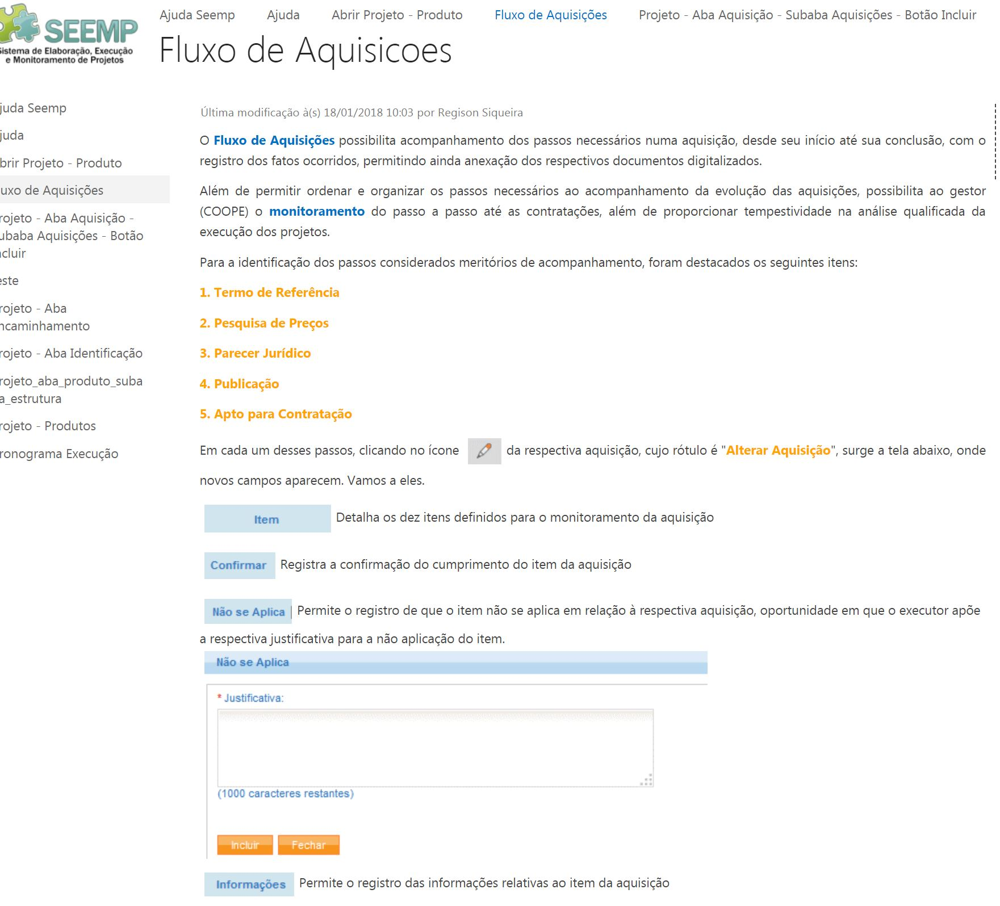 SEEMP
Sistema de Elaboração, Execução
e Monitoramento de Projetos
Ajuda Seemp Ajuda Abrir Projeto - Produto Fluxo de Aquisições Projeto - Aba Aquisição - Subaba Aquisições - Botão Incluir
Fluxo de Aquisicoes
juda Seemp
juda
brir Projeto - Produto
uxo de Aquisições
rojeto - Aba Aquisição -
ubaba Aquisições - Botão
ncluir
este
rojeto - Aba
ncaminhamento
rojeto - Aba Identificação
rojeto_aba_produto_suba
a_estrutura
rojeto - Produtos
ronograma Execução
Última modificação à(s) 18/01/2018 10:03 por Regison Siqueira
O Fluxo de Aquisições possibilita acompanhamento dos passos necessários numa aquisição, desde seu início até sua conclusão, com o
registro dos fatos ocorridos, permitindo ainda anexação dos respectivos documentos digitalizados.
Além de permitir ordenar e organizar os passos necessários ao acompanhamento da evolução das aquisições, possibilita ao gestor
(COOPE) o monitoramento do passo a passo até as contratações, além de proporcionar tempestividade na análise qualificada da
execução dos projetos.
Para a identificação dos passos considerados meritórios de acompanhamento, foram destacados os seguintes itens:
1. Termo de Referência
2. Pesquisa de Preços
3. Parecer Jurídico
4. Publicação
5. Apto para Contratação
Em cada um desses passos, clicando no ícone da respectiva aquisição, cujo rótulo é "Alterar Aquisição", surge a tela abaixo, onde
novos campos aparecem. Vamos a eles.
Item Detalha os dez itens definidos para o monitoramento da aquisição
Confirmar Registra a confirmação do cumprimento do item da aquisição
Não se Aplica Permite o registro de que o item não se aplica em relação à respectiva aquisição, oportunidade em que o executor apõe
a respectiva justificativa para a não aplicação do item.
Não se Aplica
* Justificativa:
(1000 caracteres restantes)
Incluir Fechar
Informações Permite o registro das informações relativas ao item da aquisição